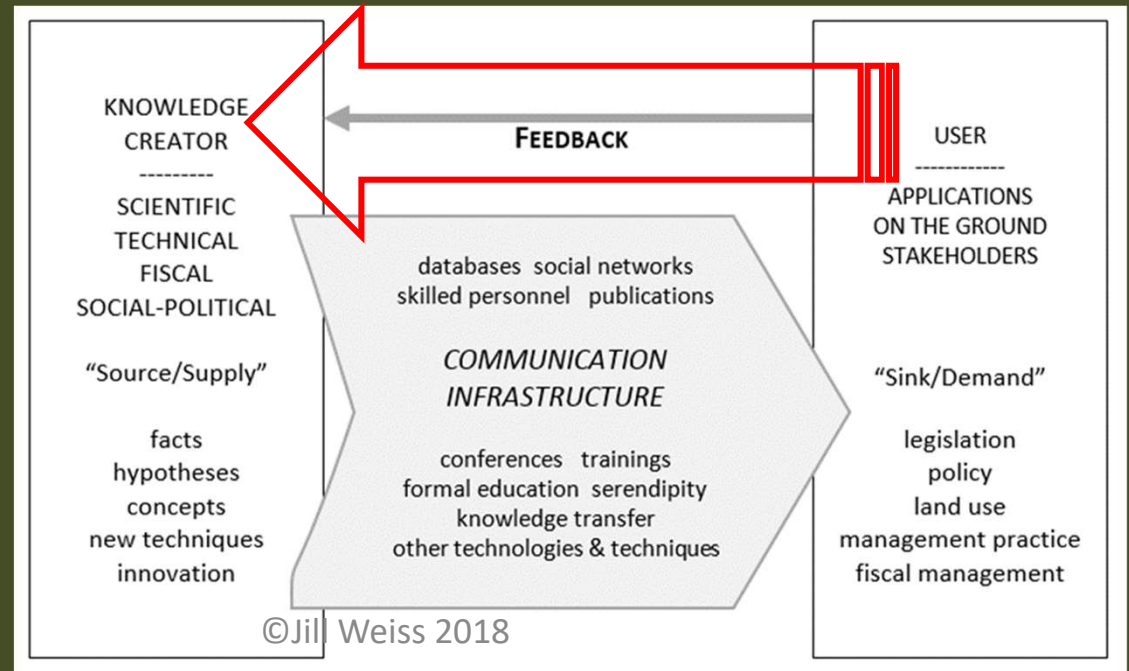 KNOWLEDGE
CREATOR
---------
SCIENTIFIC
TECHNICAL
FISCAL
SOCIAL-POLITICAL
“Source/Supply”
facts
hypotheses
concepts
new techniques
innovation
FEEDBACK
databases social networks
skilled personnel publications
COMMUNICATION
INFRASTRUCTURE
conferences trainings
formal education serendipity
knowledge transfer
other technologies & techniques
USER
------------
APPLICATIONS
ON THE GROUND
STAKEHOLDERS
“Sink/Demand”
legislation
policy
land use
management practice
fiscal management
©Jill Weiss 2018